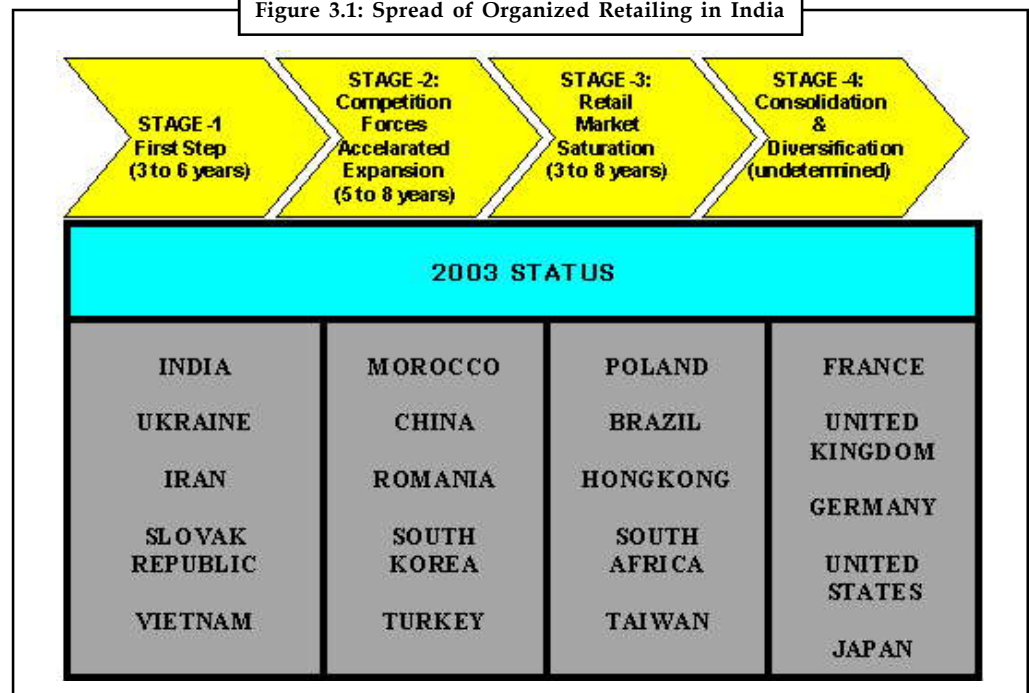 Figure 3.1: Spread of Organized Retailing in India
STAGE -1
First Step
(3 to 6 years)
STAGE -2:
Competition
Forces
Accelarated
Expansion
(5 to 8 years)
STAGE -3:
Retail
Market
Saturation
(3 to 8 years)
STAGE -4:
Consolidation
&
Diversification
(undetermined)
2003 STATUS
INDIA
UKRAINE
IRAN
SLOVAK
REPUBLIC
VIETNAM
MOROCCO
CHINA
ROMANIA
SOUTH
KOREA
TURKEY
POLAND
BRAZIL
HONGKONG
SOUTH
AFRICA
TAIWAN
FRANCE
UNITED
KINGDOM
GERMANY
UNITED
STATES
JAPAN